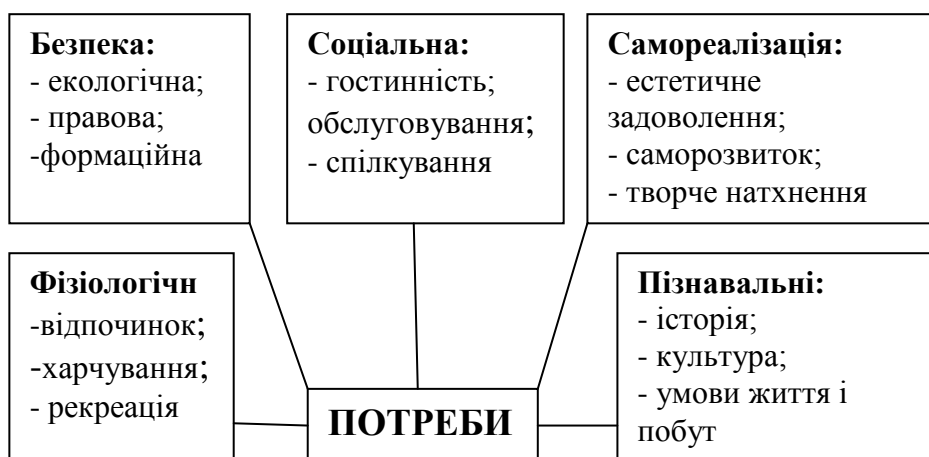 Безпека:
- екологічна;
- правова;
-формаційна
Соціальна:
- гостинність;
обслуговування;
- спілкування
Самореалізація:
- естетичне
задоволення;
- саморозвиток;
- творче натхнення
Фізіологічн
-відпочинок;
-харчування;
- рекреація
ПОТРЕБИ
Пізнавальні:
- історія;
- культура;
- умови життя і
побут